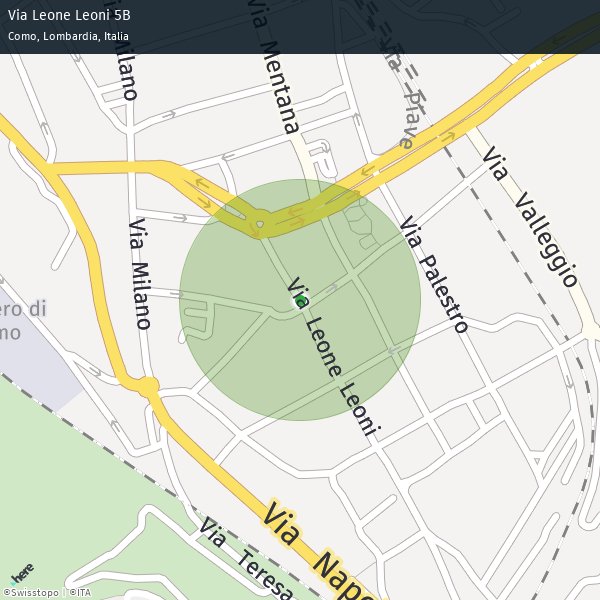 Via Leone Leoni 5B
Como, Lombardia, Italia
Milano
Via Mentana
Via Piave
Via Valleggio
Via Milano
Via Palestro
Via Leone Leoni
ero di
mo
Via Napo
Via Teresa
here
©Swisstopo | ©ITA